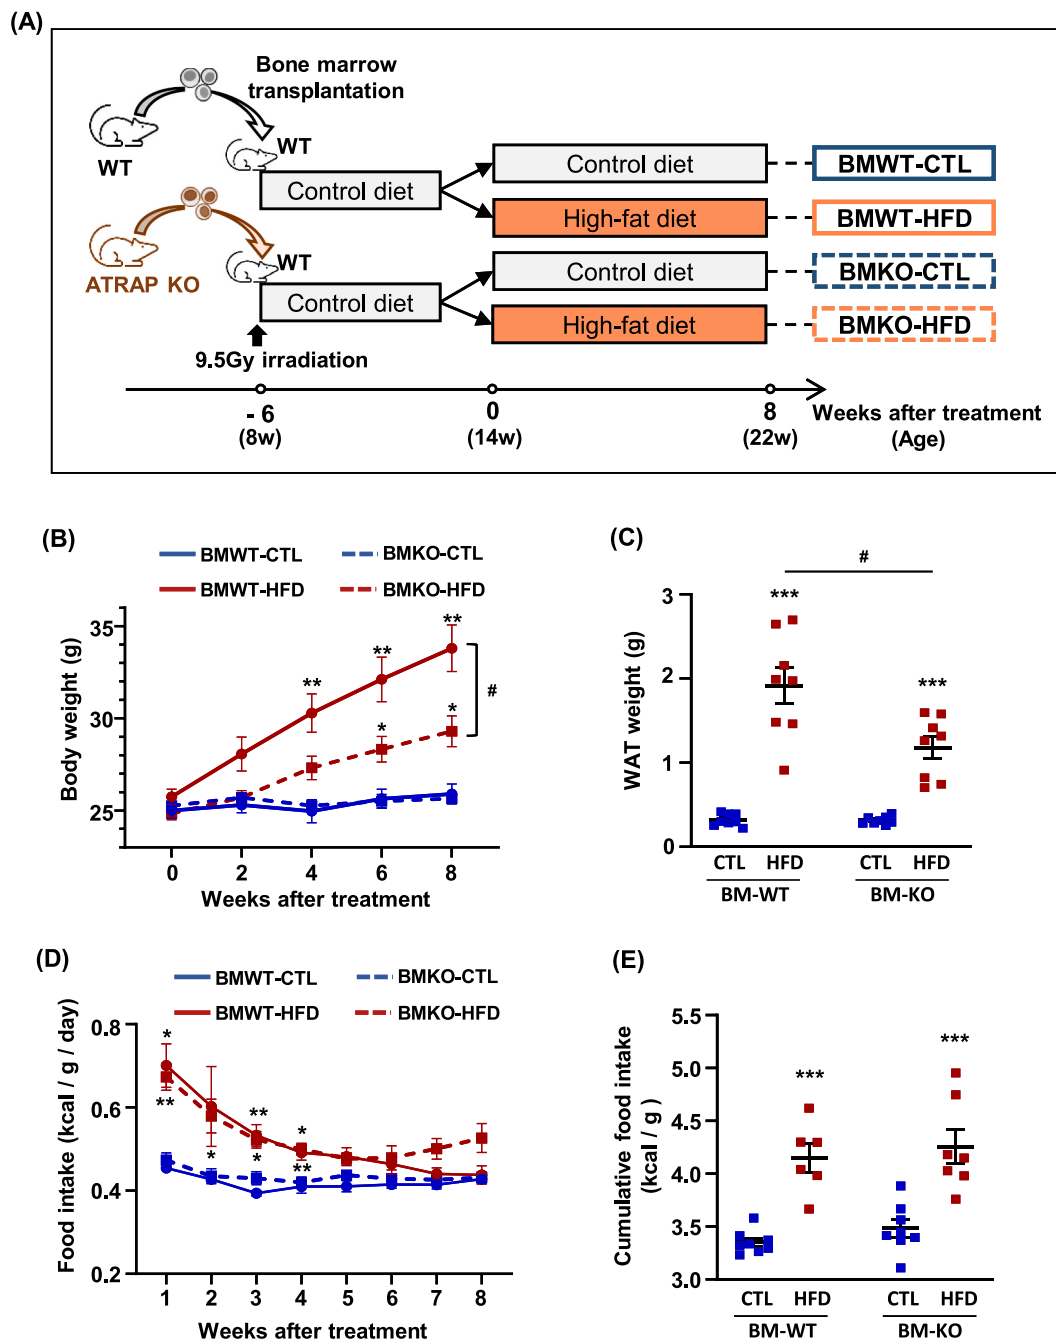 (A)
Bone marrow
transplantation
WT
WT
Control diet
Control diet
BMWT-CTL
High-fat diet
BMWT-HFD
ATRAP KO
WT
Control diet
Control diet
BMKO-CTL
High-fat diet
BMKO-HFD
9.5Gy irradiation
- 6
0
8
Weeks after treatment
(8w)
(14w)
(22w)
(Age)
(B)
BMWT-CTL
BMKO-CTL
BMWT-HFD
BMKO-HFD
Body weight (g)
35
30
25
** ** **
* *
#
0 2 4 6 8
Weeks after treatment
(C)
#
WAT weight (g)
3
2
1
0
***
***
CTL HFD CTL HFD
BM-WT BM-KO
(D)
BMWT-CTL
BMKO-CTL
BMWT-HFD
BMKO-HFD
Food intake (kcal / g / day)
0.8
0.6
0.4
0.2
*
** ** *
* * **
1 2 3 4 5 6 7 8
Weeks after treatment
(E)
Cumulative food intake
(kcal / g )
5.5
5.0
4.5
4.0
3.5
3.0
***
***
CTL HFD CTL HFD
BM-WT BM-KO